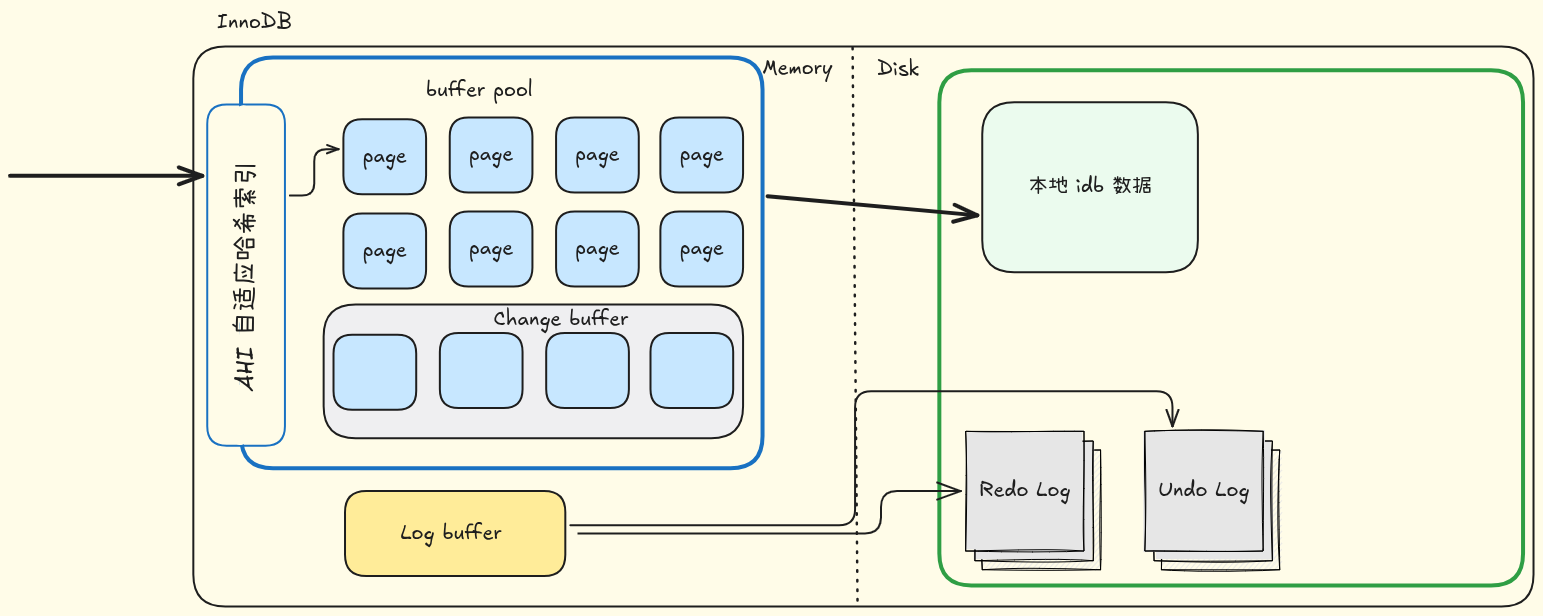 InnoDB
Memory
Disk
buffer pool
AHI 自适应哈希索引
page
page
page
page
本地 idb 数据
page
page
page
page
Change buffer
Redo Log
Undo Log
Log buffer